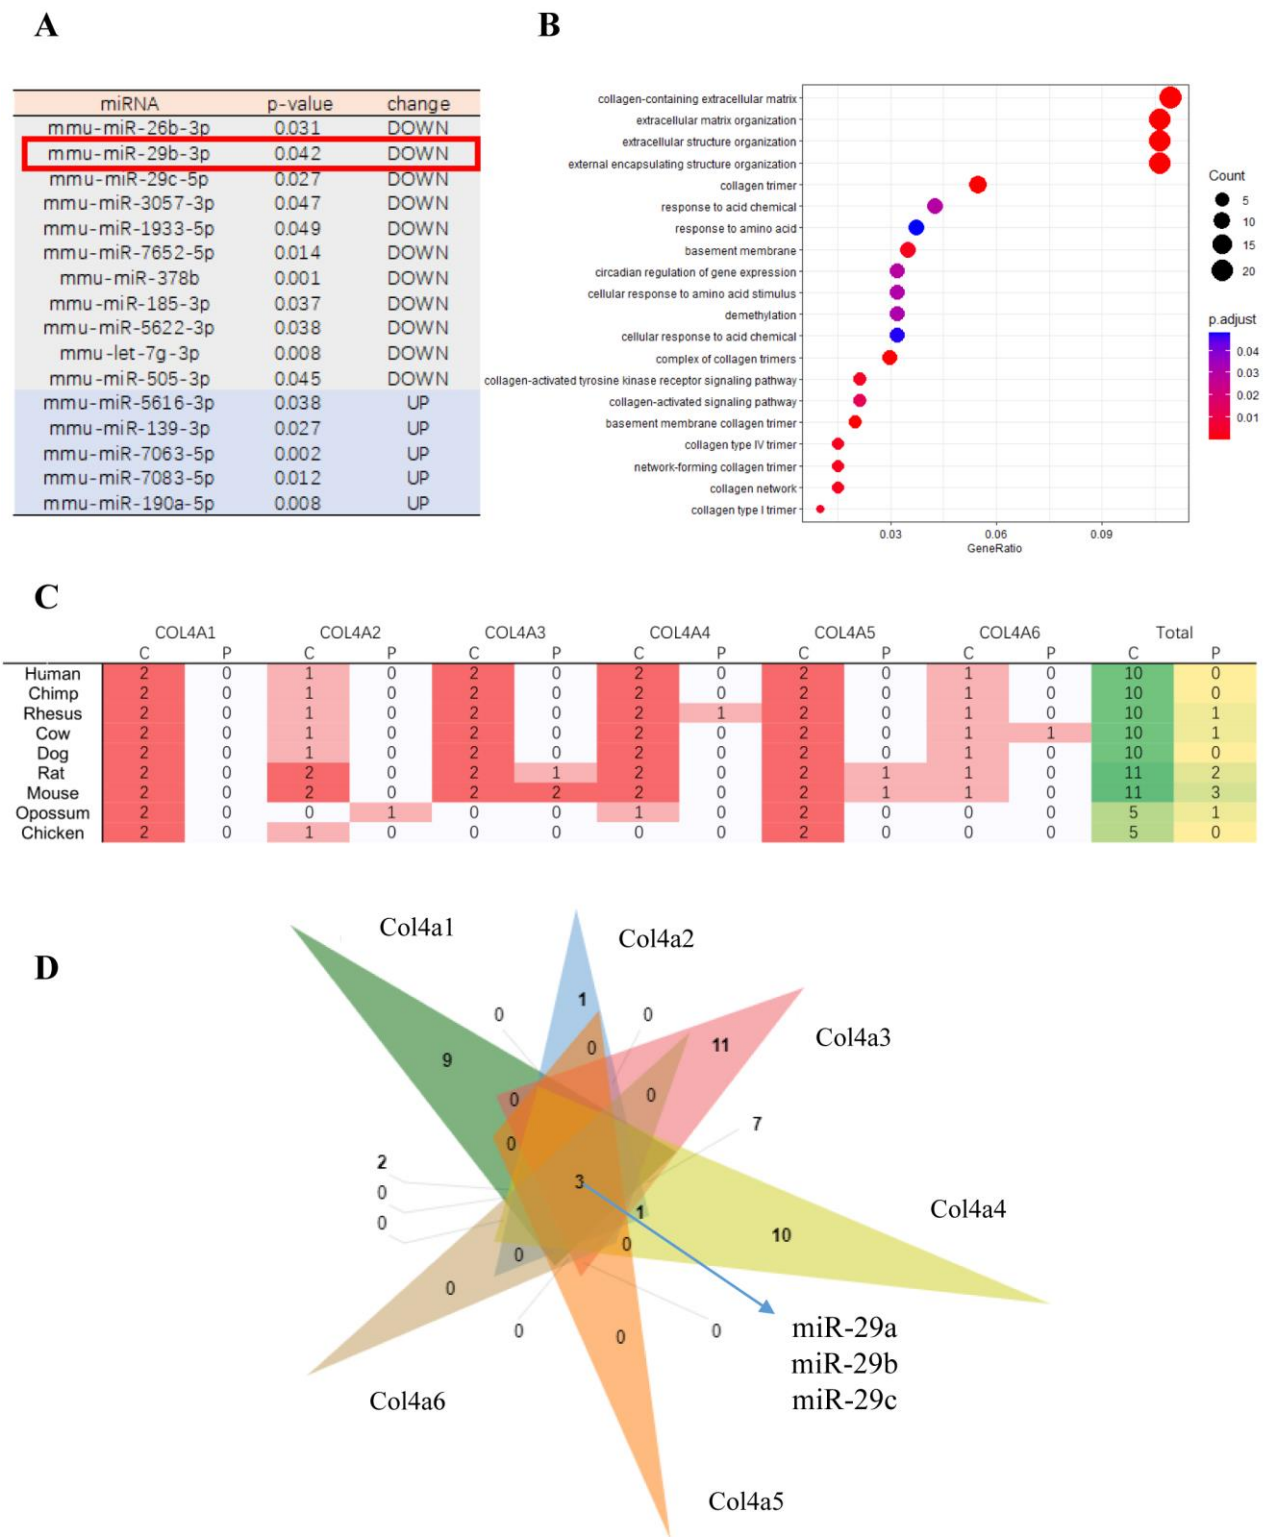 A
miRNA p-value change
mmu-miR-26b-3p 0.031 DOWN
mmu-miR-29b-3p 0.042 DOWN
mmu-miR-29c-5p 0.027 DOWN
mmu-miR-3057-3p 0.047 DOWN
mmu-miR-1933-5p 0.049 DOWN
mmu-miR-7652-5p 0.014 DOWN
mmu-miR-378b 0.001 DOWN
mmu-miR-185-3p 0.037 DOWN
mmu-miR-5622-3p 0.038 DOWN
mmu-let-7g-3p 0.008 DOWN
mmu-miR-505-3p 0.045 DOWN
mmu-miR-5616-3p 0.038 UP
mmu-miR-139-3p 0.027 UP
mmu-miR-7063-5p 0.002 UP
mmu-miR-7083-5p 0.012 UP
mmu-miR-190a-5p 0.008 UP
B
collagen-containing extracellular matrix
extracellular matrix organization
extracellular structure organization
external encapsulating structure organization
collagen trimer
response to acid chemical
response to amino acid
basement membrane
circadian regulation of gene expression
cellular response to amino acid stimulus
demethylation
cellular response to acid chemical
complex of collagen trimers
collagen-activated tyrosine kinase receptor signaling pathway
collagen-activated signaling pathway
basement membrane collagen trimer
collagen type IV trimer
network-forming collagen trimer
collagen network
collagen type I trimer
0.03 0.06 0.09
GeneRatio
Count
5
10
15
20
p.adjust
0.04
0.03
0.02
0.01
C
COL4A1 COL4A2 COL4A3 COL4A4 COL4A5 COL4A6 Total
C P C P C P C P C P C P C P
Human 2 0 1 0 2 0 2 0 2 0 1 0 10 0
Chimp 2 0 1 0 2 0 2 0 2 0 1 0 10 0
Rhesus 2 0 1 0 2 0 2 1 2 0 1 0 10 1
Cow 2 0 1 0 2 0 2 0 2 0 1 1 10 1
Dog 2 0 1 0 2 0 2 0 2 0 1 0 10 0
Rat 2 0 2 0 2 1 2 0 2 1 1 0 11 2
Mouse 2 0 2 0 2 2 2 0 2 1 1 0 11 3
Opossum 2 0 0 1 0 0 1 0 2 0 0 0 5 1
Chicken 2 0 1 0 0 0 0 0 2 0 0 0 5 0
D
Col4a1
Col4a2
Col4a3
Col4a4
Col4a5
Col4a6
0
1
0
9
0
11
0
0
7
0
2
3
0
0
1
10
0
0
0
0
0
0
miR-29a
miR-29b
miR-29c